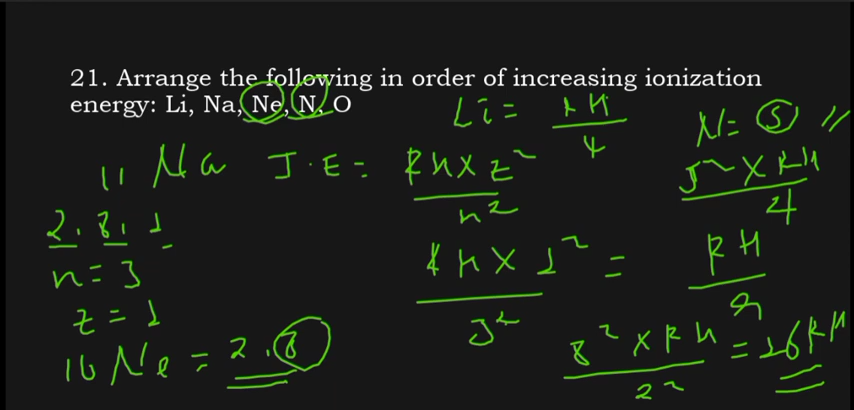 21. Arrange the following in order of increasing ionization
energy: Li, Na, Ne, N, O
Li = RH / 4
N = 5 //
11 Na I.E = RH x z² / n²
5² x RH / 4
2. 8. 1
n = 3
RH x 1² / 3² = RH / 9
z = 1
10 Ne = 2.8
8² x RH / 2² = 16 RH